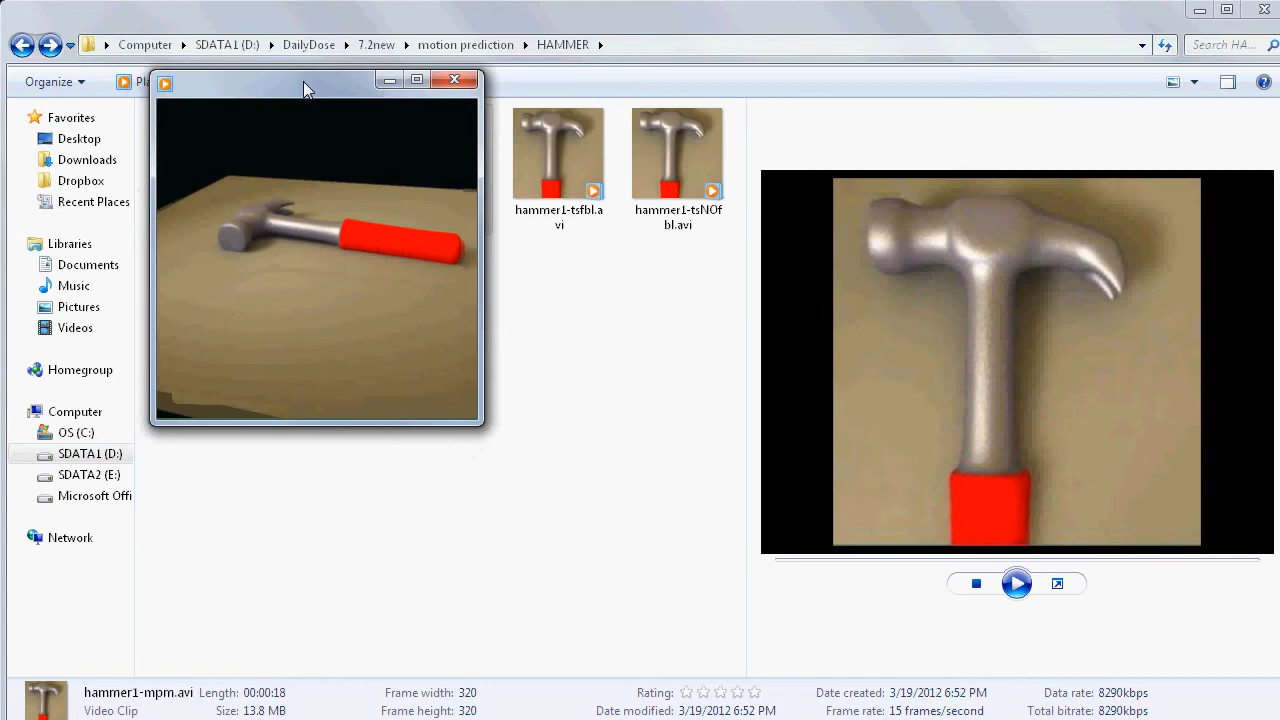 Computer SDATA1 (D:) DailyDose 7.2new motion prediction HAMMER
Search HA...
Organize
Favorites
Desktop
Downloads
Dropbox
Recent Places
Libraries
Documents
Music
Pictures
Videos
Homegroup
Computer
OS (C:)
SDATA1 (D:)
SDATA2 (E:)
Microsoft Offi
Network
hammer1-tsfbl.a
vi
hammer1-tsNOf
bl.avi
hammer1-mpm.avi Length: 00:00:18 Frame width: 320 Rating: Date created: 3/19/2012 6:52 PM Data rate: 8290kbps
Video Clip Size: 13.8 MB Frame height: 320 Date modified: 3/19/2012 6:52 PM Frame rate: 15 frames/second Total bitrate: 8290kbps